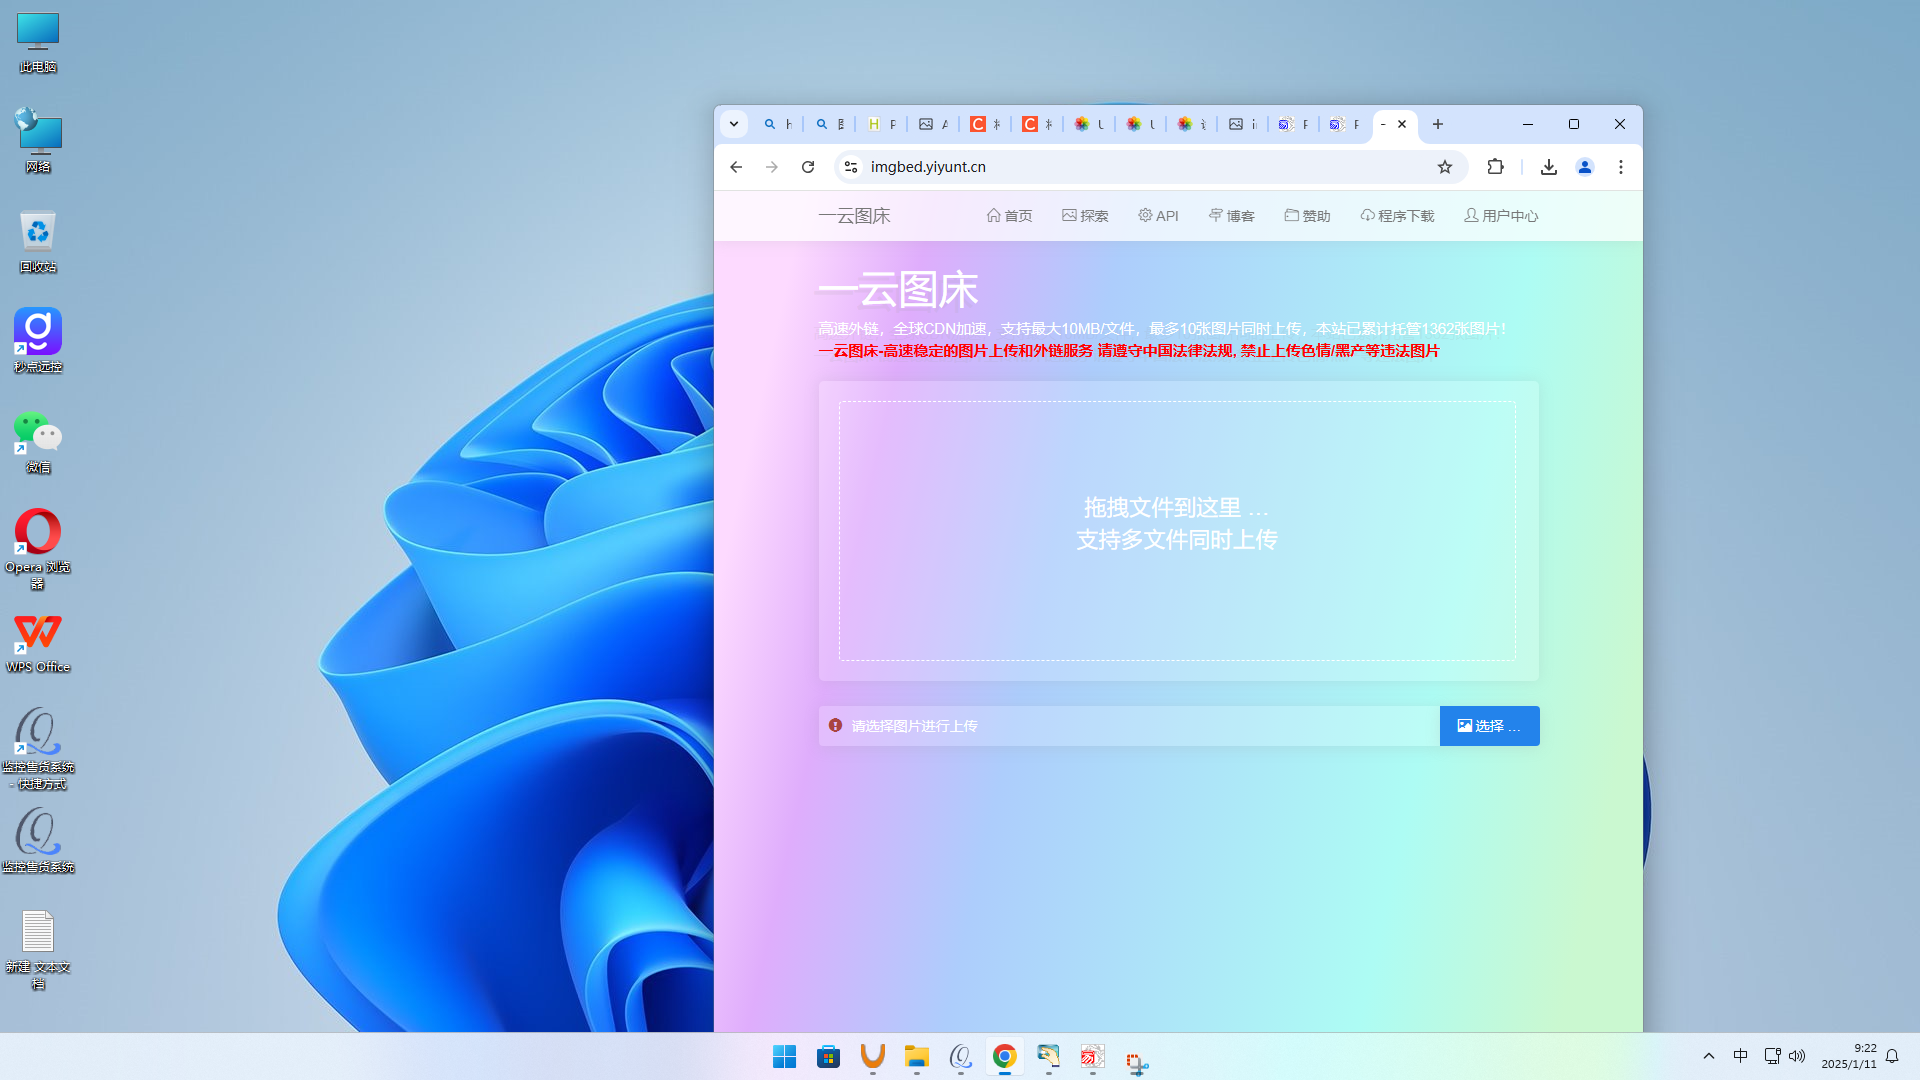 此电脑
网络
回收站
秒点远控
微信
Opera 浏览
器
WPS Office
监控售货系统
- 快捷方式
监控售货系统
新建 文本文
档
imgbed.yiyunt.cn
一云图床
首页
探索
API
博客
赞助
程序下载
用户中心
一云图床
高速外链，全球CDN加速，支持最大10MB/文件，最多10张图片同时上传，本站已累计托管1362张图片！
一云图床-高速稳定的图片上传和外链服务 请遵守中国法律法规, 禁止上传色情/黑产等违法图片
拖拽文件到这里 …
支持多文件同时上传
请选择图片进行上传
选择 …
中
9:22
2025/1/11